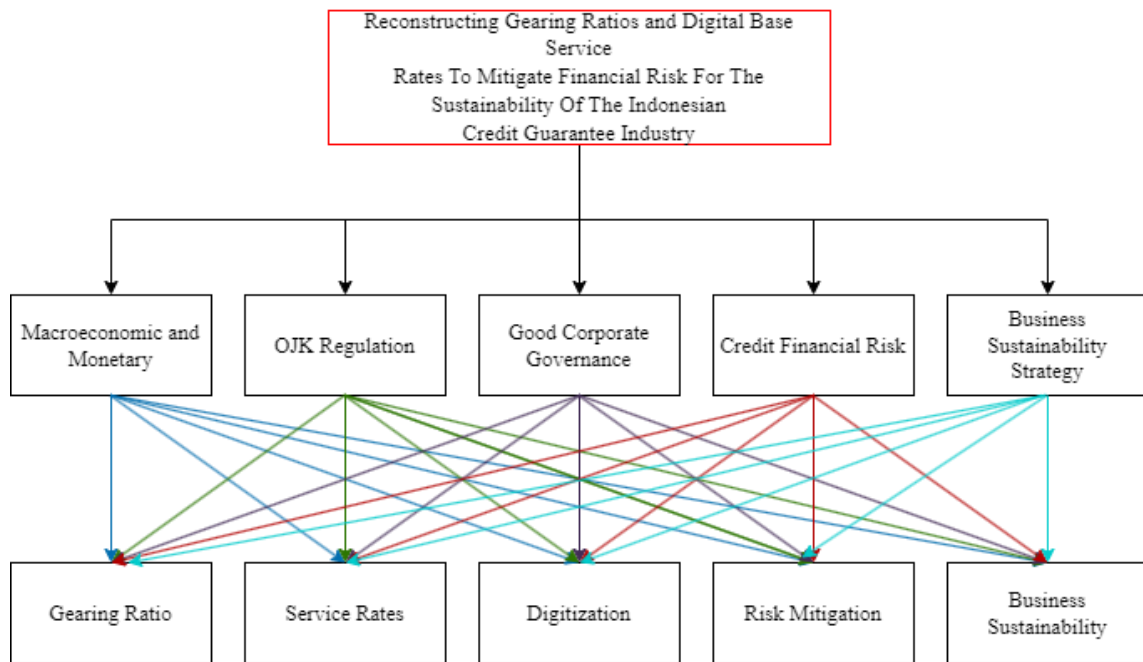 Reconstructing Gearing Ratios and Digital Base
Service
Rates To Mitigate Financial Risk For The
Sustainability Of The Indonesian
Credit Guarantee Industry
Macroeconomic and
Monetary
OJK Regulation
Good Corporate
Governance
Credit Financial Risk
Business
Sustainability
Strategy
Gearing Ratio
Service Rates
Digitization
Risk Mitigation
Business
Sustainability